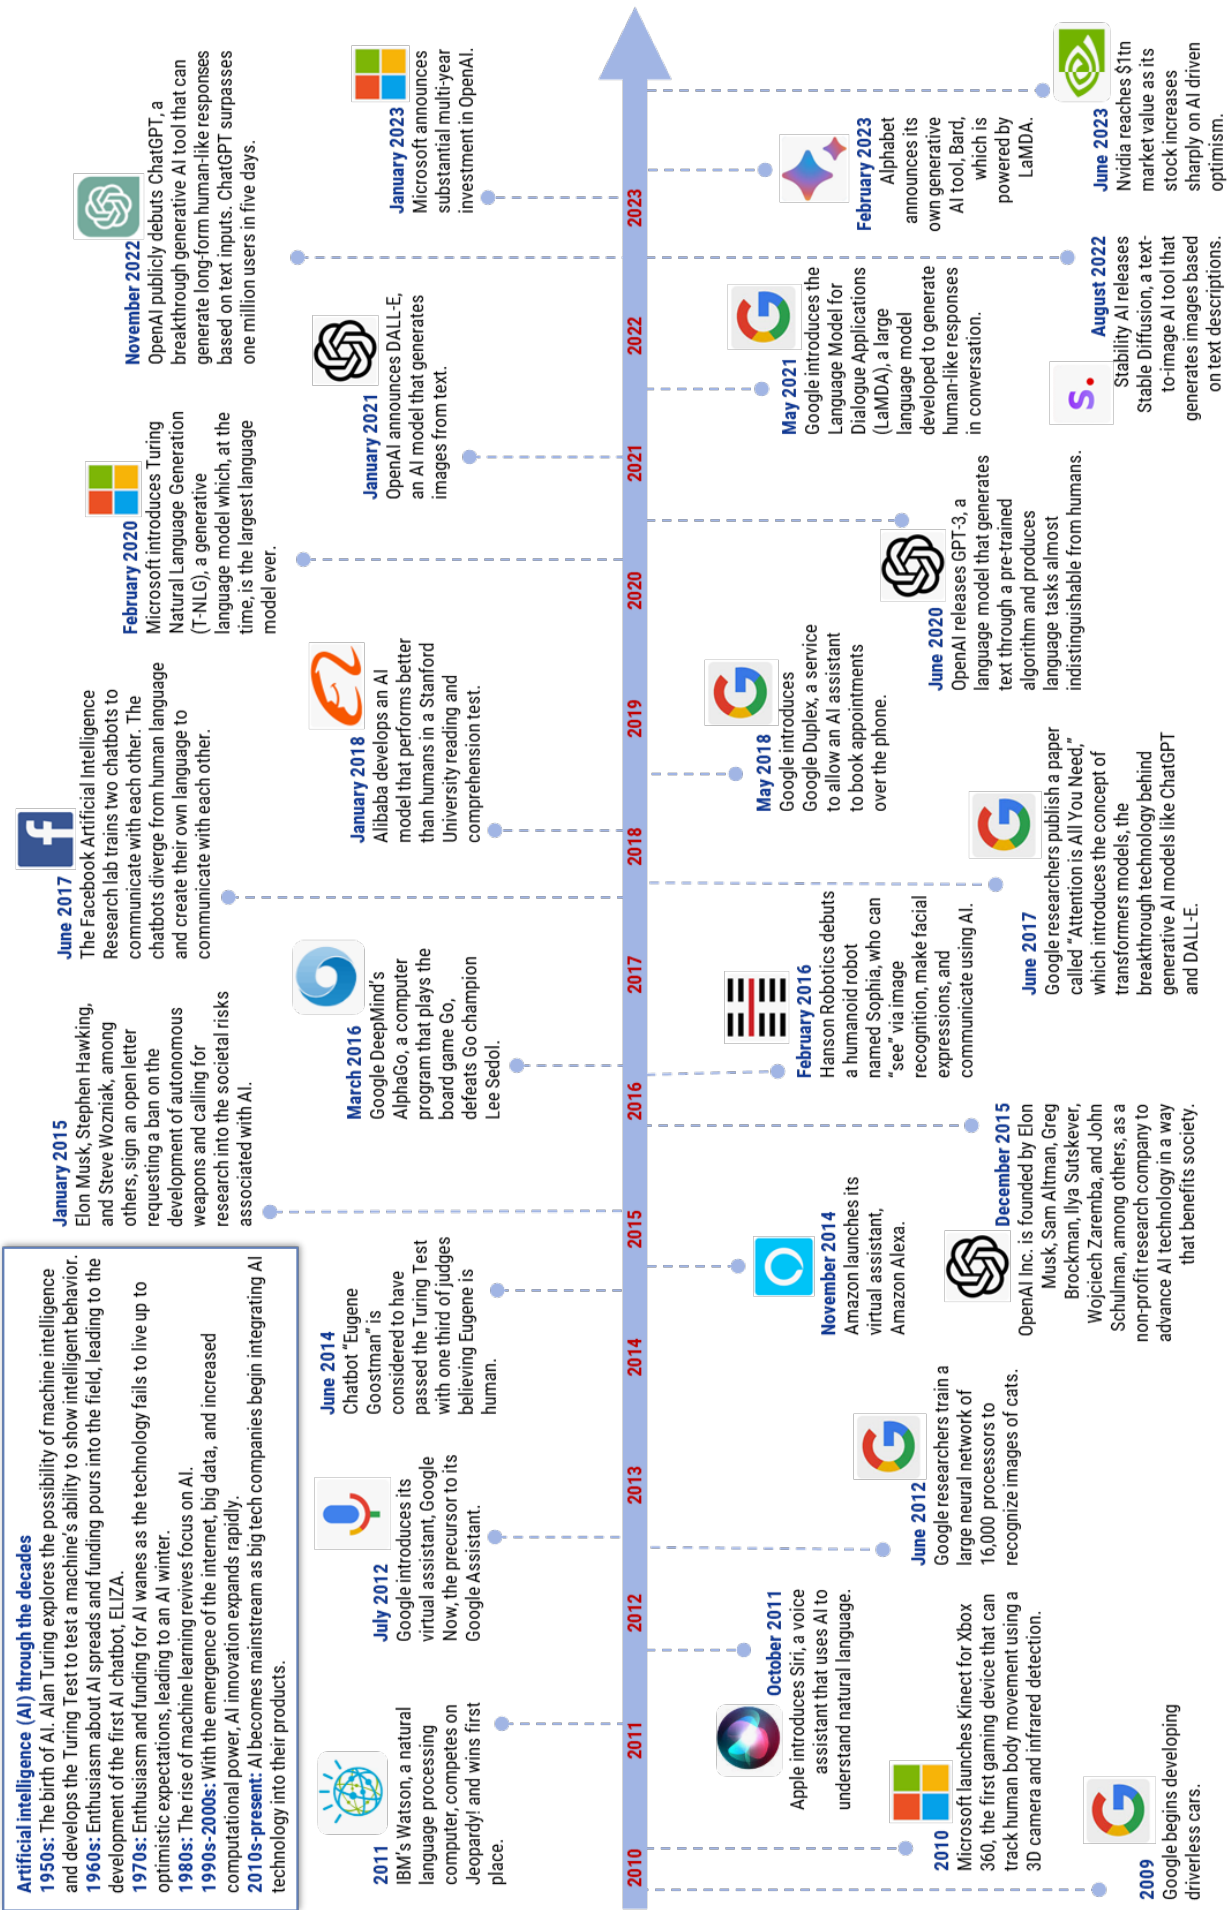 Artificial intelligence (AI) through the decades
1950s: The birth of AI. Alan Turing explores the possibility of machine intelligence
and develops the Turing Test to test a machine's ability to show intelligent behavior.
1960s: Enthusiasm about AI spreads and funding pours into the field, leading to the
development of the first AI chatbot, ELIZA.
1970s: Enthusiasm and funding for AI wanes as the technology fails to live up to
optimistic expectations, leading to an AI winter.
1980s: The rise of machine learning revives focus on AI.
1990s-2000s: With the emergence of the internet, big data, and increased
computational power, AI innovation expands rapidly.
2010s-present: AI becomes mainstream as big tech companies begin integrating AI
technology into their products.
2011
IBM's Watson, a natural
language processing
computer, competes on
Jeopardy! and wins first
place.
July 2012
Google introduces its
virtual assistant, Google
Now, the precursor to its
Google Assistant.
June 2014
Chatbot "Eugene
Goostman" is
considered to have
passed the Turing Test
with one third of judges
believing Eugene is
human.
January 2015
Elon Musk, Stephen Hawking,
and Steve Wozniak, among
others, sign an open letter
requesting a ban on the
development of autonomous
weapons and calling for
research into the societal risks
associated with AI.
March 2016
Google DeepMind's
AlphaGo, a computer
program that plays the
board game Go,
defeats Go champion
Lee Sedol.
June 2017
The Facebook Artificial Intelligence
Research lab trains two chatbots to
communicate with each other. The
chatbots diverge from human language
and create their own language to
communicate with each other.
January 2018
Alibaba develops an AI
model that performs better
than humans in a Stanford
University reading and
comprehension test.
February 2020
Microsoft introduces Turing
Natural Language Generation
(T-NLG), a generative
language model which, at the
time, is the largest language
model ever.
January 2021
OpenAI announces DALL-E,
an AI model that generates
images from text.
November 2022
OpenAI publicly debuts ChatGPT, a
breakthrough generative AI tool that can
generate long-form human-like responses
based on text inputs. ChatGPT surpasses
one million users in five days.
January 2023
Microsoft announces
substantial multi-year
investment in OpenAI.
2010
2011
2012
2013
2014
2015
2016
2017
2018
2019
2020
2021
2022
2023
2009
Google begins developing
driverless cars.
2010
Microsoft launches Kinect for Xbox
360, the first gaming device that can
track human body movement using a
3D camera and infrared detection.
October 2011
Apple introduces Siri, a voice
assistant that uses AI to
understand natural language.
June 2012
Google researchers train a
large neural network of
16,000 processors to
recognize images of cats.
November 2014
Amazon launches its
virtual assistant,
Amazon Alexa.
December 2015
OpenAI Inc. is founded by Elon
Musk, Sam Altman, Greg
Brockman, Ilya Sutskever,
Wojciech Zaremba, and John
Schulman, among others, as a
non-profit research company to
advance AI technology in a way
that benefits society.
February 2016
Hanson Robotics debuts
a humanoid robot
named Sophia, who can
"see" via image
recognition, make facial
expressions, and
communicate using AI.
June 2017
Google researchers publish a paper
called "Attention is All You Need,"
which introduces the concept of
transformers models, the
breakthrough technology behind
generative AI models like ChatGPT
and DALL-E.
May 2018
Google introduces
Google Duplex, a service
to allow an AI assistant
to book appointments
over the phone.
June 2020
OpenAI releases GPT-3, a
language model that generates
text through a pre-trained
algorithm and produces
language tasks almost
indistinguishable from humans.
May 2021
Google introduces the
Language Model for
Dialogue Applications
(LaMDA), a large
language model
developed to generate
human-like responses
in conversation.
s.
August 2022
Stability AI releases
Stable Diffusion, a text-
to-image AI tool that
generates images based
on text descriptions.
February 2023
Alphabet
announces its
own generative
AI tool, Bard,
which is
powered by
LaMDA.
June 2023
Nvidia reaches $1tn
market value as its
stock increases
sharply on AI driven
optimism.